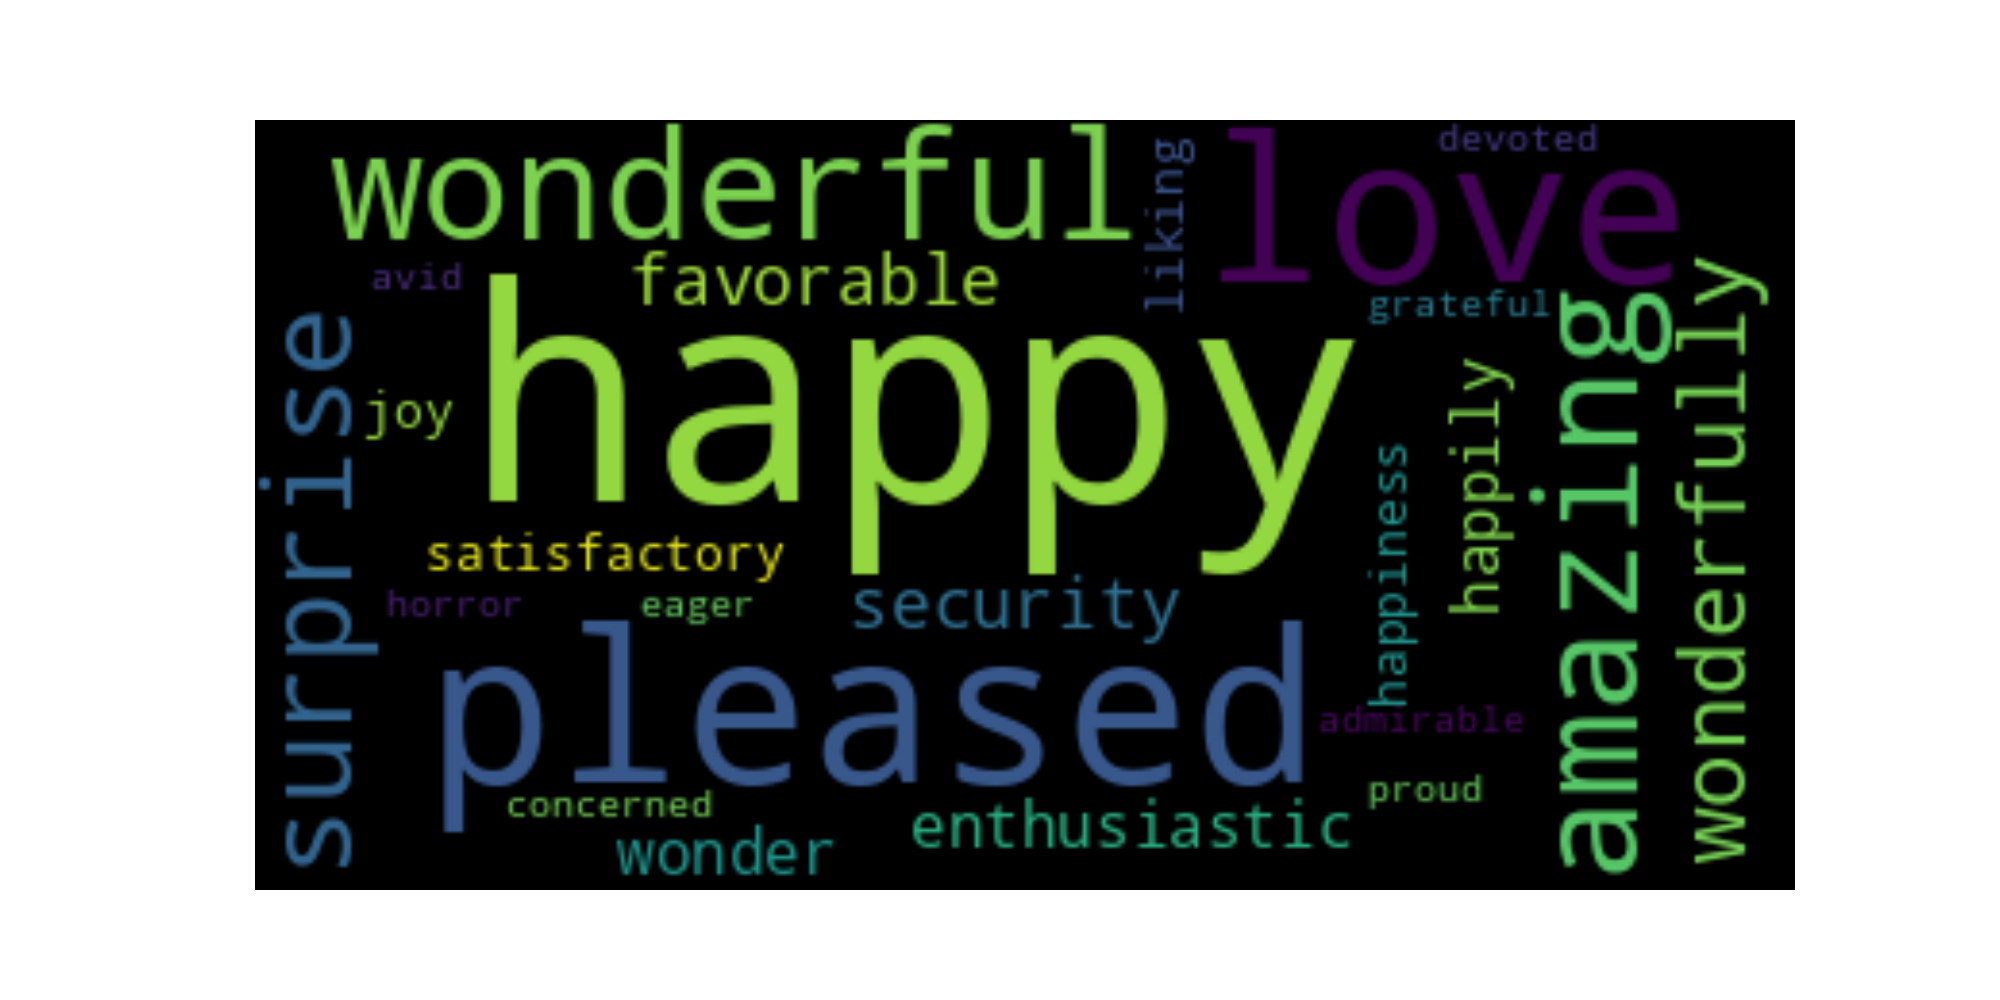 wonderful
liking
love
devoted
avid
favorable
grateful
happy
surprise
joy
happily
amazing
wonderfully
happiness
satisfactory
horror
eager
security
pleased
admirable
concerned
proud
enthusiastic
wonder